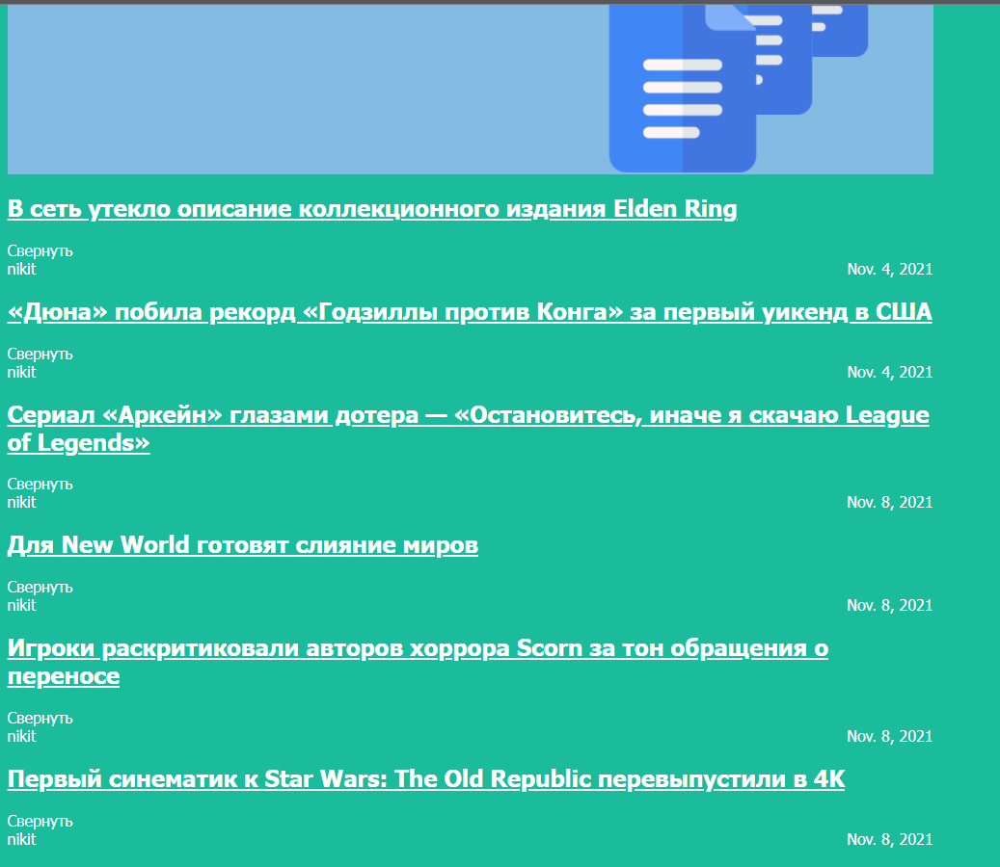 В сеть утекло описание коллекционного издания Elden Ring
Свернуть
nikit Nov. 4, 2021
«Дюна» побила рекорд «Годзиллы против Конга» за первый уикенд в США
Свернуть
nikit Nov. 4, 2021
Сериал «Аркейн» глазами дотера — «Остановитесь, иначе я скачаю League
of Legends»
Свернуть
nikit Nov. 8, 2021
Для New World готовят слияние миров
Свернуть
nikit Nov. 8, 2021
Игроки раскритиковали авторов хоррора Scorn за тон обращения о
переносе
Свернуть
nikit Nov. 8, 2021
Первый синематик к Star Wars: The Old Republic перевыпустили в 4K
Свернуть
nikit Nov. 8, 2021